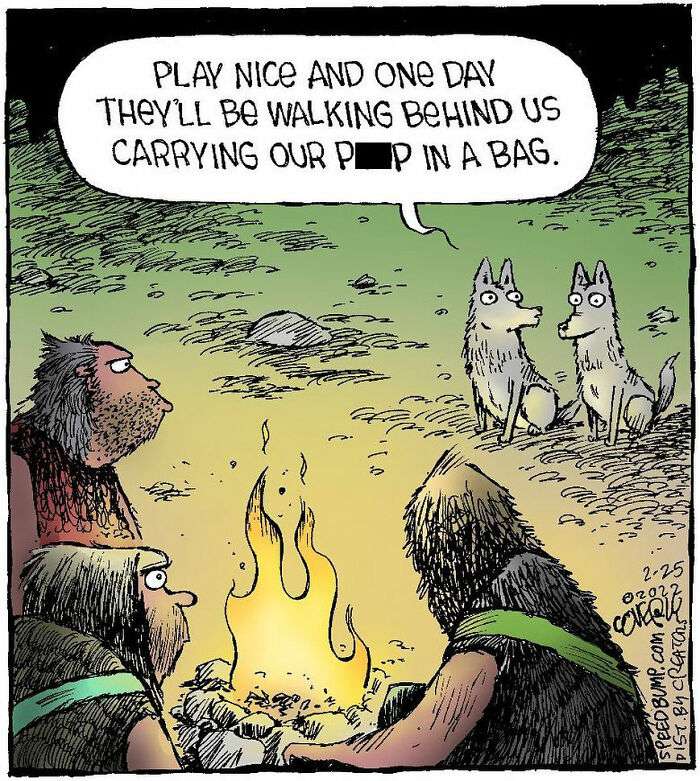 PLAY NICE AND ONE DAY
THEY'LL BE WALKING BEHIND US
CARRYING OUR P■P IN A BAG.
2-25
©2022
COVERLY
SPEEDBUMP.COM
DIST. BY CREATORS